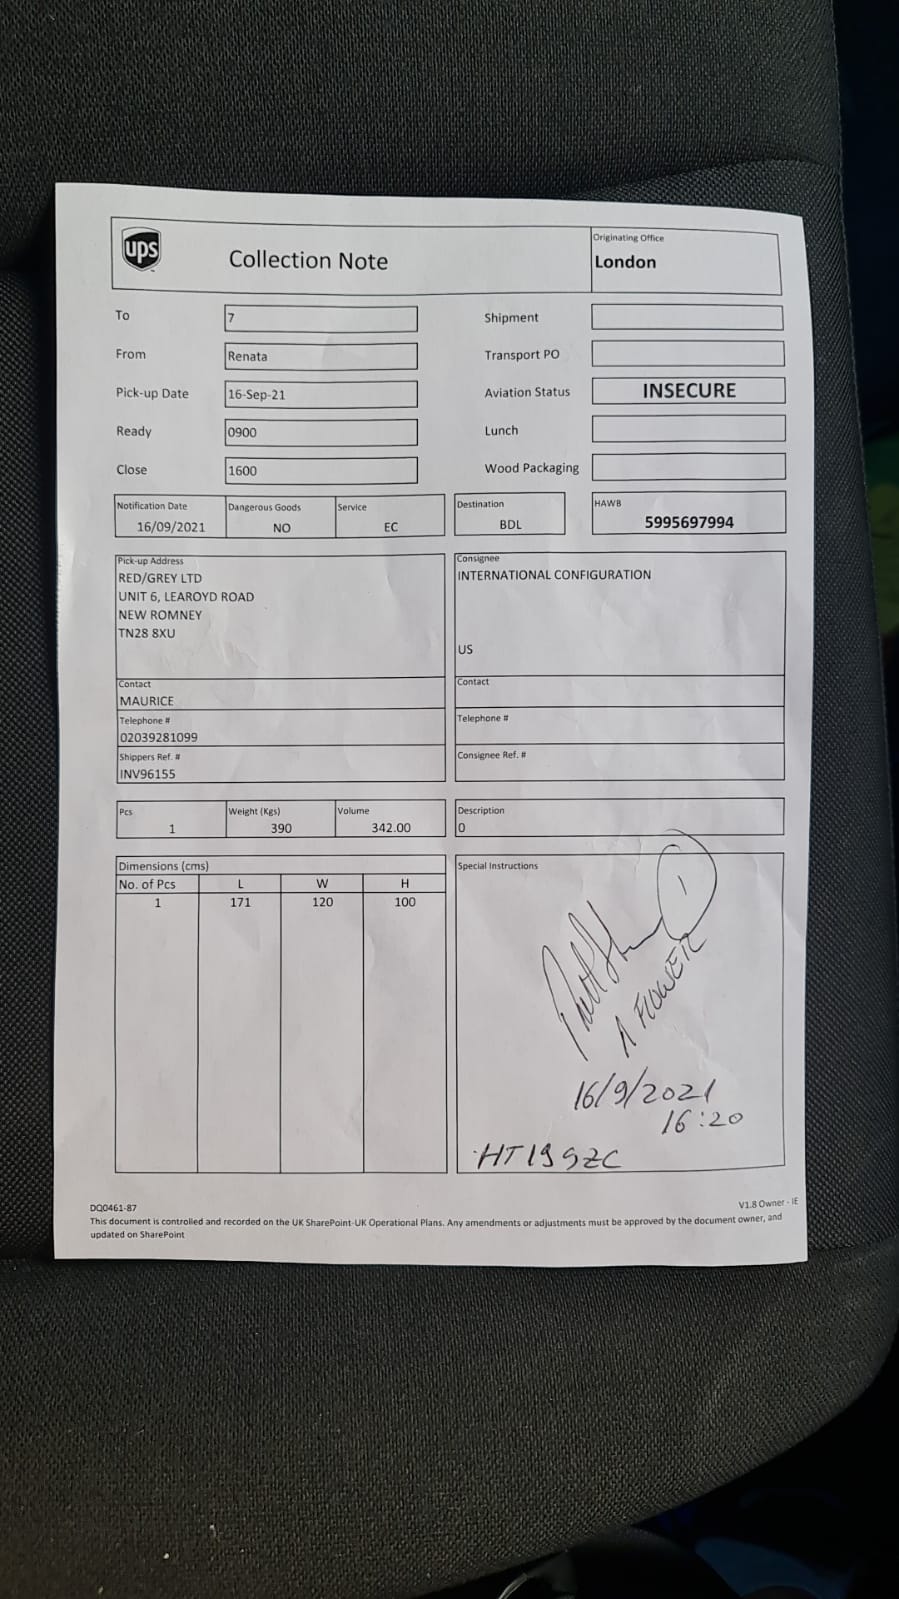 ups
Collection Note
Originating Office
London
To
7
Shipment
From
Renata
Transport PO
Pick-up Date
16-Sep-21
Aviation Status
INSECURE
Ready
0900
Lunch
Close
1600
Wood Packaging
Notification Date
16/09/2021
Dangerous Goods
NO
Service
EC
Destination
BDL
HAWB
5995697994
Pick-up Address
RED/GREY LTD
UNIT 6, LEAROYD ROAD
NEW ROMNEY
TN28 8XU
Contact
MAURICE
Telephone #
02039281099
Shippers Ref. #
INV96155
Consignee
INTERNATIONAL CONFIGURATION
US
Contact
Telephone #
Consignee Ref. #
Pcs
1
Weight (Kgs)
390
Volume
342.00
Description
0
Dimensions (cms)
No. of Pcs L W H
1 171 120 100
Special Instructions
1
A FLOWER
16/9/2021
16:20
HT19 9ZC
DQ0461-87
V1.8 Owner - IE
This document is controlled and recorded on the UK SharePoint-UK Operational Plans. Any amendments or adjustments must be approved by the document owner, and
updated on SharePoint